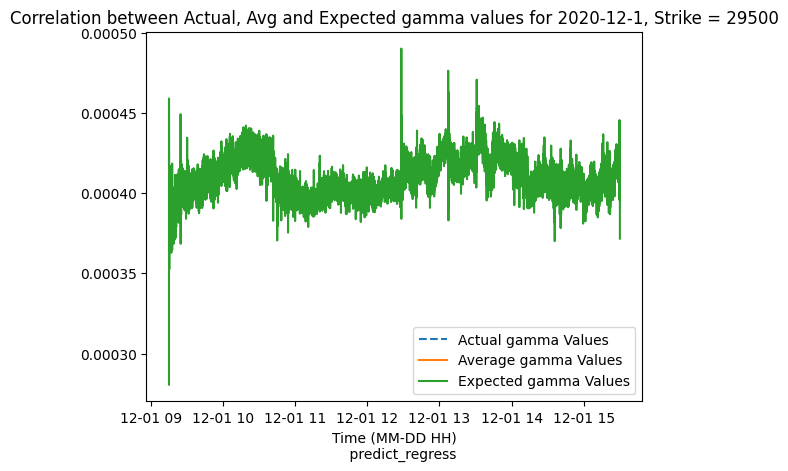 Correlation between Actual, Avg and Expected gamma values for 2020-12-1, Strike = 29500
0.00050
0.00045
0.00040
0.00035
0.00030
Actual gamma Values
Average gamma Values
Expected gamma Values
12-01 09 12-01 10 12-01 11 12-01 12 12-01 13 12-01 14 12-01 15
Time (MM-DD HH)
predict_regress